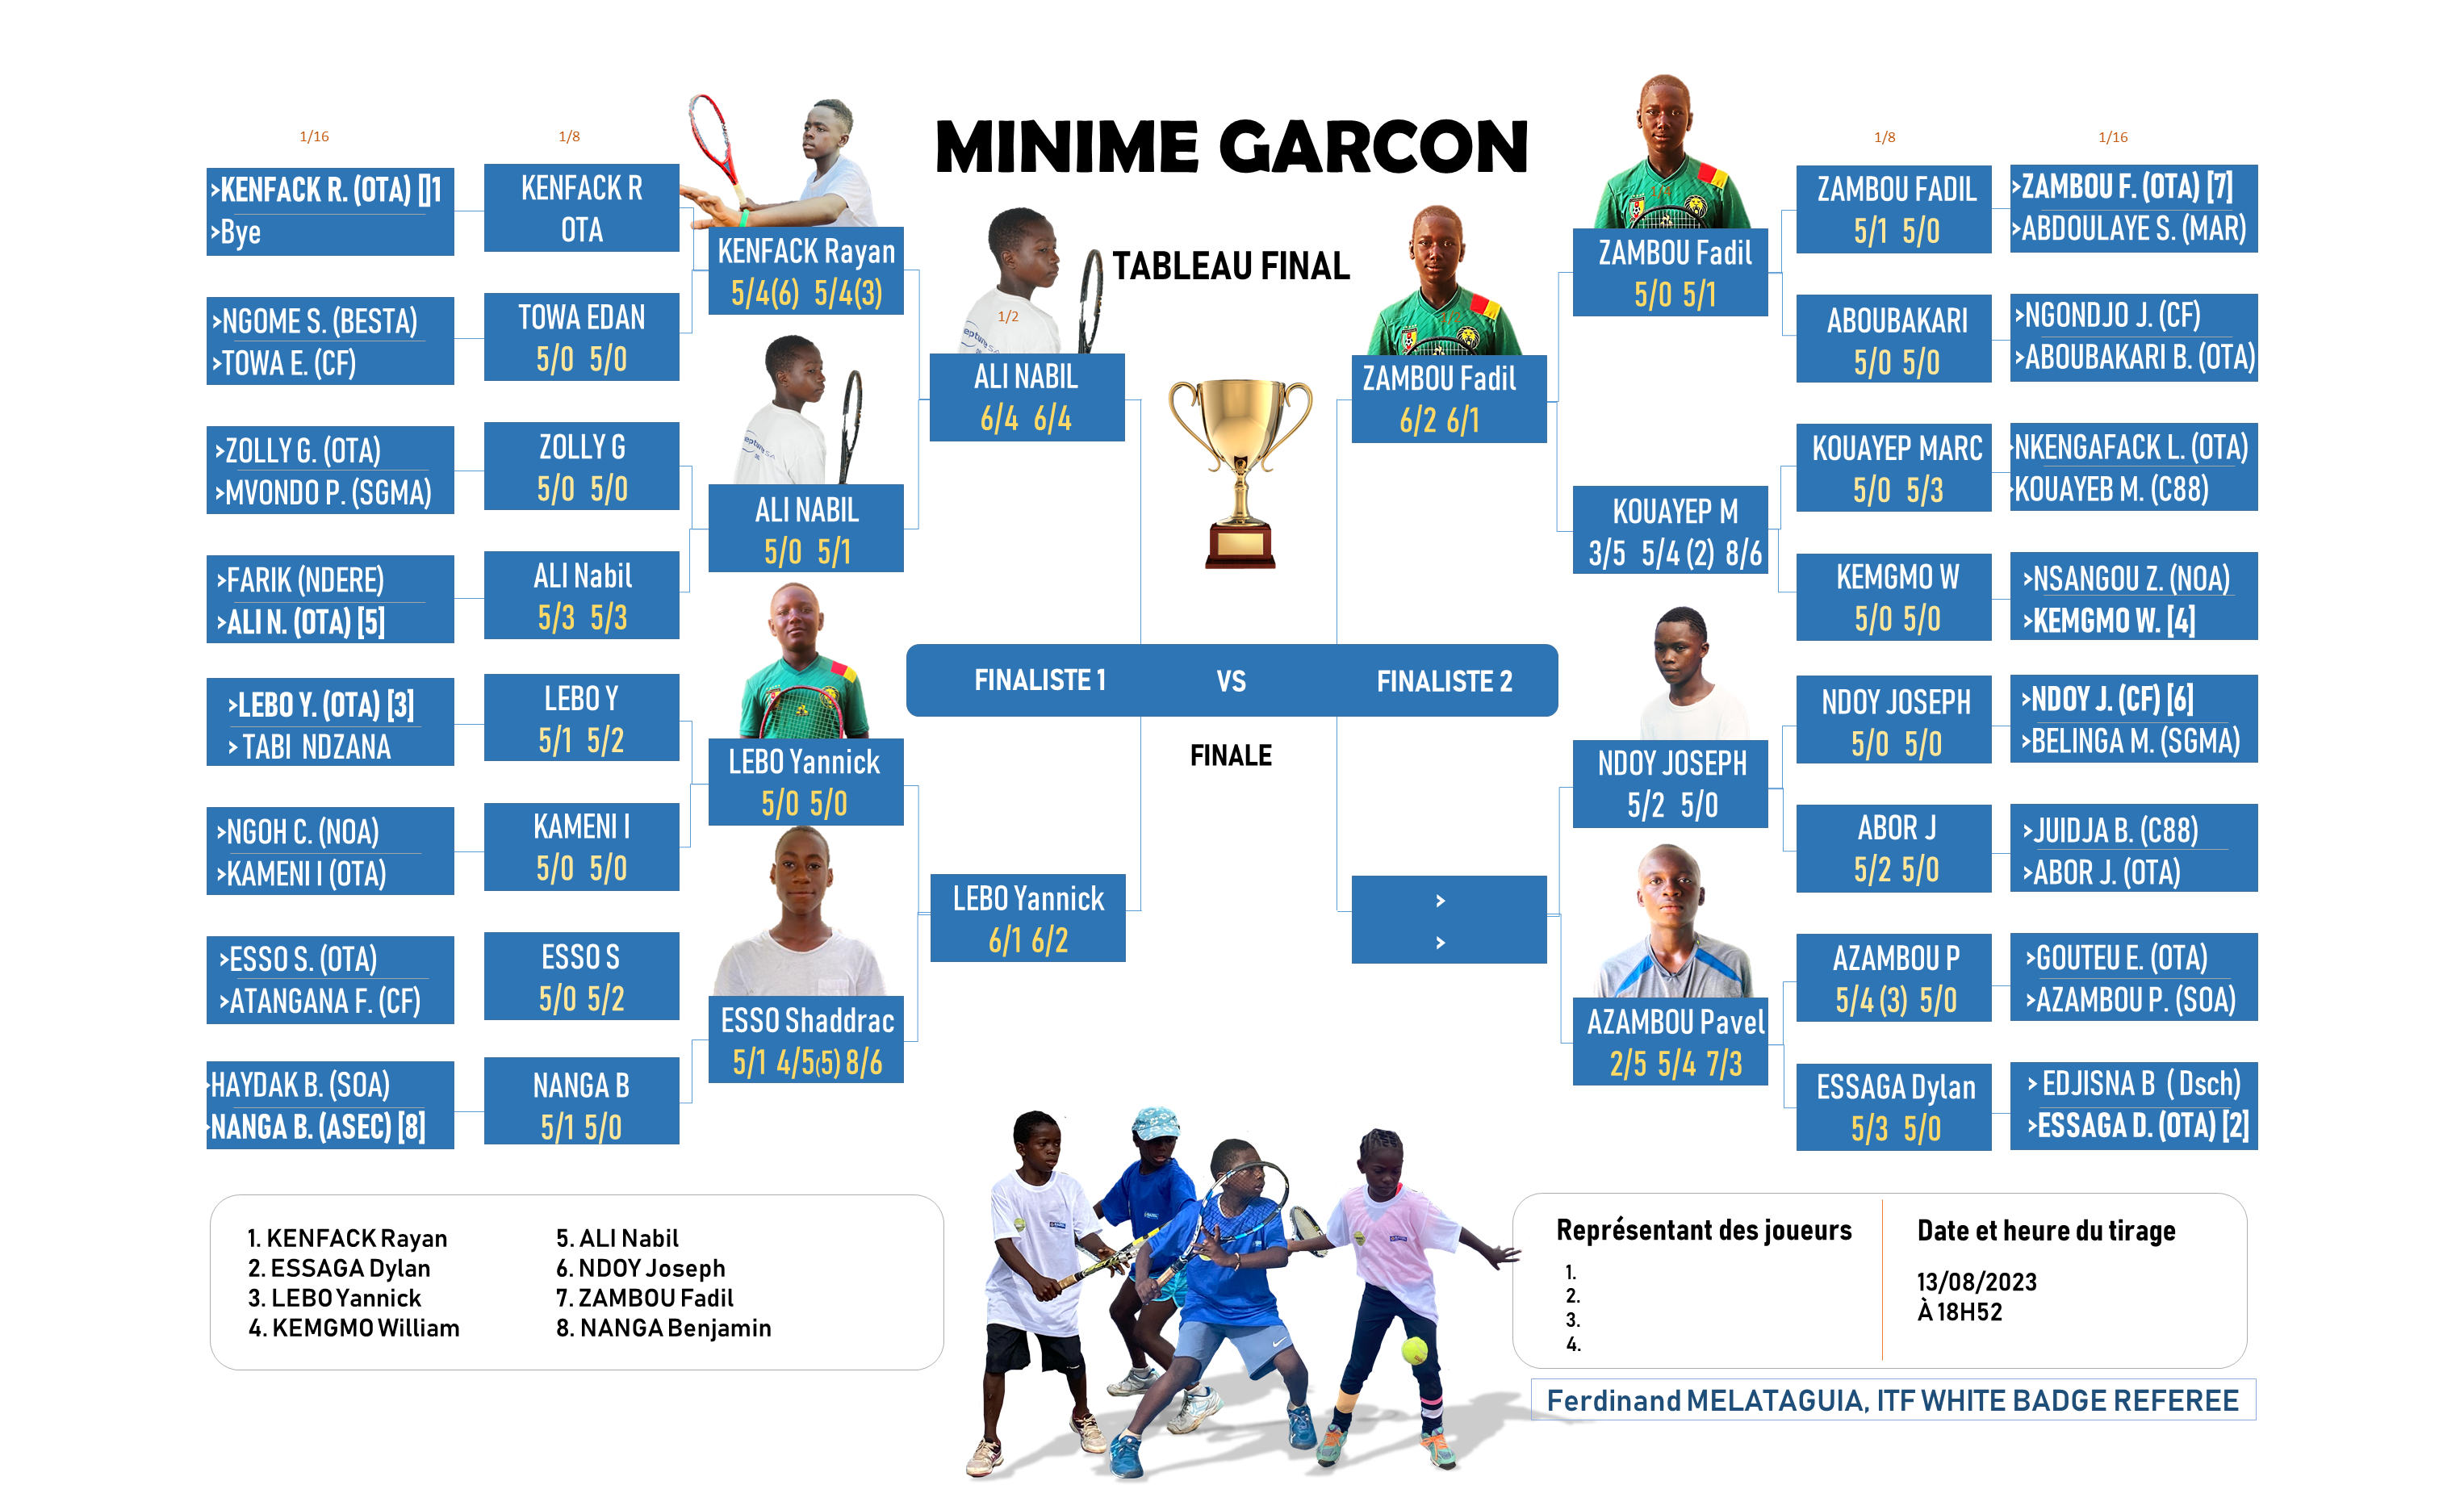 MINIME GARCON
TABLEAU FINAL
1/16
1/8
>KENFACK R. (OTA) []1
>Bye
>NGOME S. (BESTA)
>TOWA E. (CF)
>ZOLLY G. (OTA)
>MVONDO P. (SGMA)
>FARIK (NDERE)
>ALI N. (OTA) [5]
>LEBO Y. (OTA) [3]
> TABI NDZANA
>NGOH C. (NOA)
>KAMENI I (OTA)
>ESSO S. (OTA)
>ATANGANA F. (CF)
>HAYDAK B. (SOA)
>NANGA B. (ASEC) [8]
KENFACK R
OTA
TOWA EDAN
5/0 5/0
ZOLLY G
5/0 5/0
ALI Nabil
5/3 5/3
LEBO Y
5/1 5/2
KAMENI I
5/0 5/0
ESSO S
5/0 5/2
NANGA B
5/1 5/0
KENFACK Rayan
5/4(6) 5/4(3)
ALI NABIL
5/0 5/1
LEBO Yannick
5/0 5/0
ESSO Shaddrac
5/1 4/5(5) 8/6
1/2
ALI NABIL
6/4 6/4
LEBO Yannick
6/1 6/2
FINALISTE 1 VS FINALISTE 2
FINALE
ZAMBOU Fadil
6/2 6/1
>
>
ZAMBOU Fadil
5/0 5/1
KOUAYEP M
3/5 5/4 (2) 8/6
NDOY JOSEPH
5/2 5/0
AZAMBOU Pavel
2/5 5/4 7/3
1/8
1/16
ZAMBOU FADIL
5/1 5/0
ABOUBAKARI
5/0 5/0
KOUAYEP MARC
5/0 5/3
KEMGMO W
5/0 5/0
NDOY JOSEPH
5/0 5/0
ABOR J
5/2 5/0
AZAMBOU P
5/4 (3) 5/0
ESSAGA Dylan
5/3 5/0
>ZAMBOU F. (OTA) [7]
>ABDOULAYE S. (MAR)
>NGONDJO J. (CF)
>ABOUBAKARI B. (OTA)
>NKENGAFACK L. (OTA)
>KOUAYEB M. (C88)
>NSANGOU Z. (NOA)
>KEMGMO W. [4]
>NDOY J. (CF) [6]
>BELINGA M. (SGMA)
>JUIDJA B. (C88)
>ABOR J. (OTA)
>GOUTEU E. (OTA)
>AZAMBOU P. (SOA)
> EDJISNA B ( Dsch)
>ESSAGA D. (OTA) [2]
1. KENFACK Rayan
2. ESSAGA Dylan
3. LEBO Yannick
4. KEMGMO William
5. ALI Nabil
6. NDOY Joseph
7. ZAMBOU Fadil
8. NANGA Benjamin
Représentant des joueurs
1.
2.
3.
4.
Date et heure du tirage
13/08/2023
À 18H52
Ferdinand MELATAGUIA, ITF WHITE BADGE REFEREE